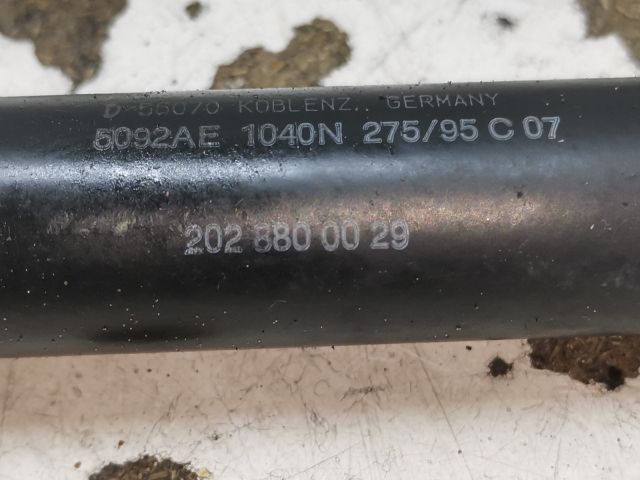 D-56070 KOBLENZ, GERMANY
5092AE 1040N 275/95 C 07
202 880 00 29